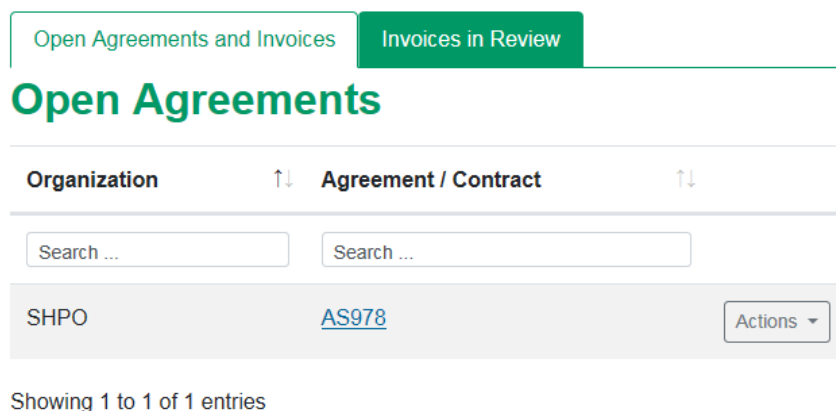 Open Agreements and Invoices Invoices in Review
Open Agreements
Organization Agreement / Contract
Search ... Search ...
SHPO AS978 Actions
Showing 1 to 1 of 1 entries